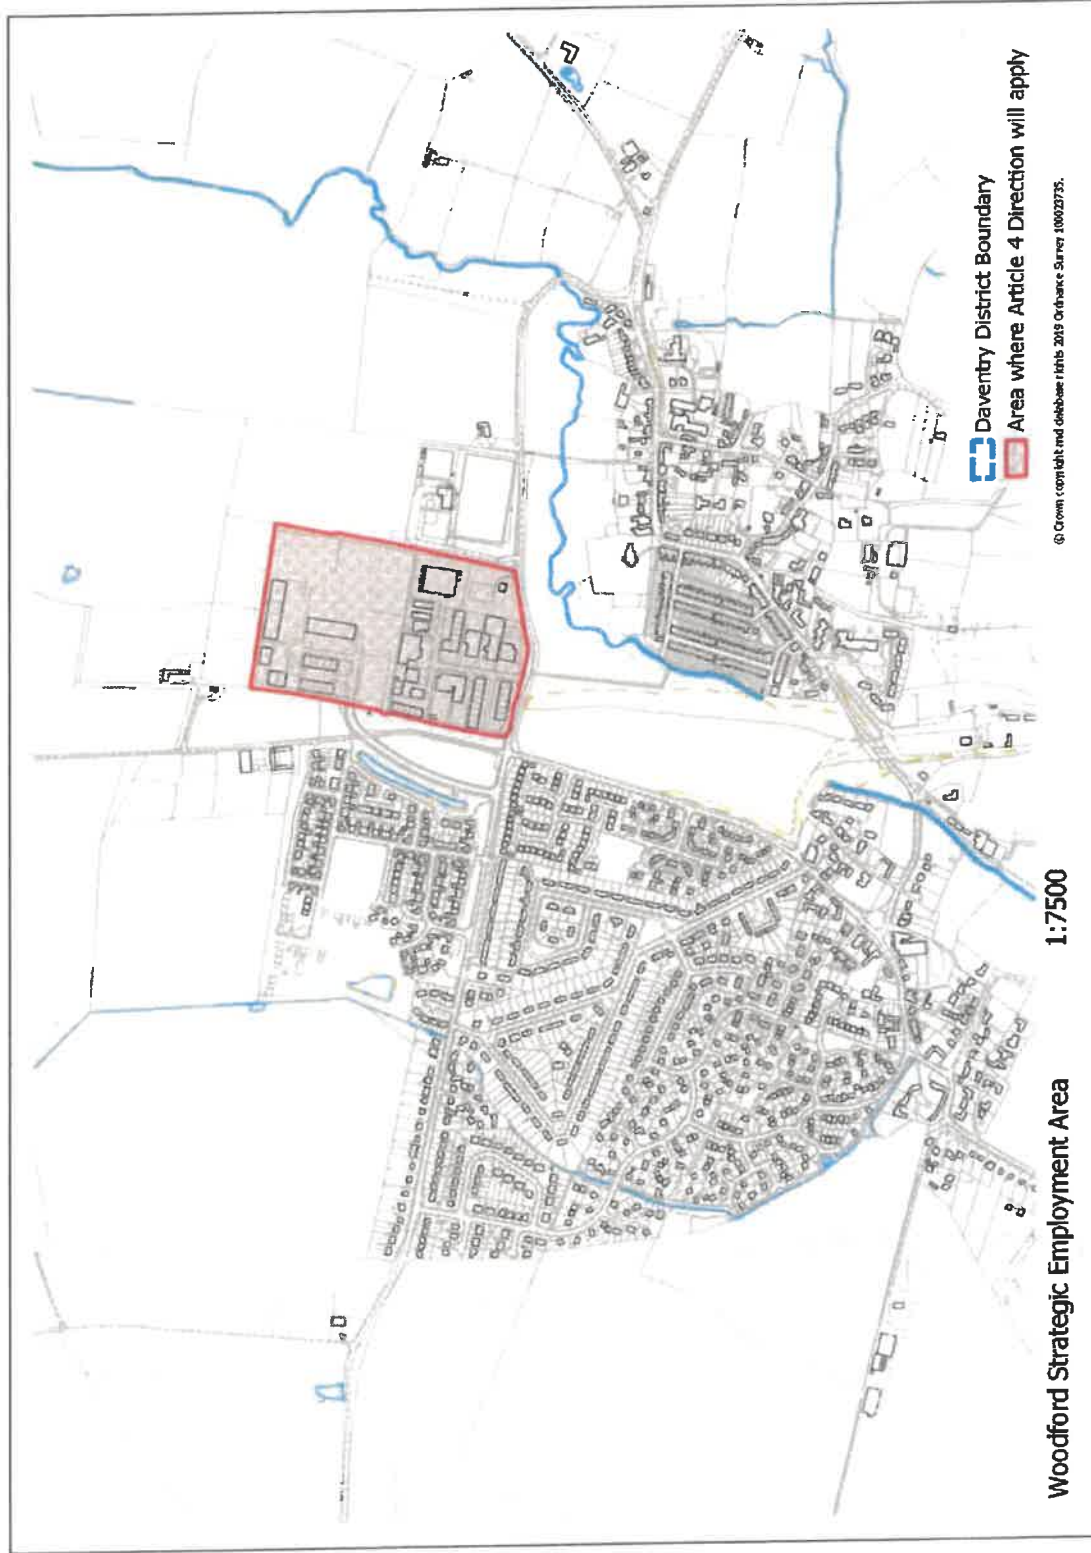 Daventry District Boundary
Area where Article 4 Direction will apply
© Crown copyright and database rights 2019 Ordnance Survey 100023735.
Woodford Strategic Employment Area
1:7500